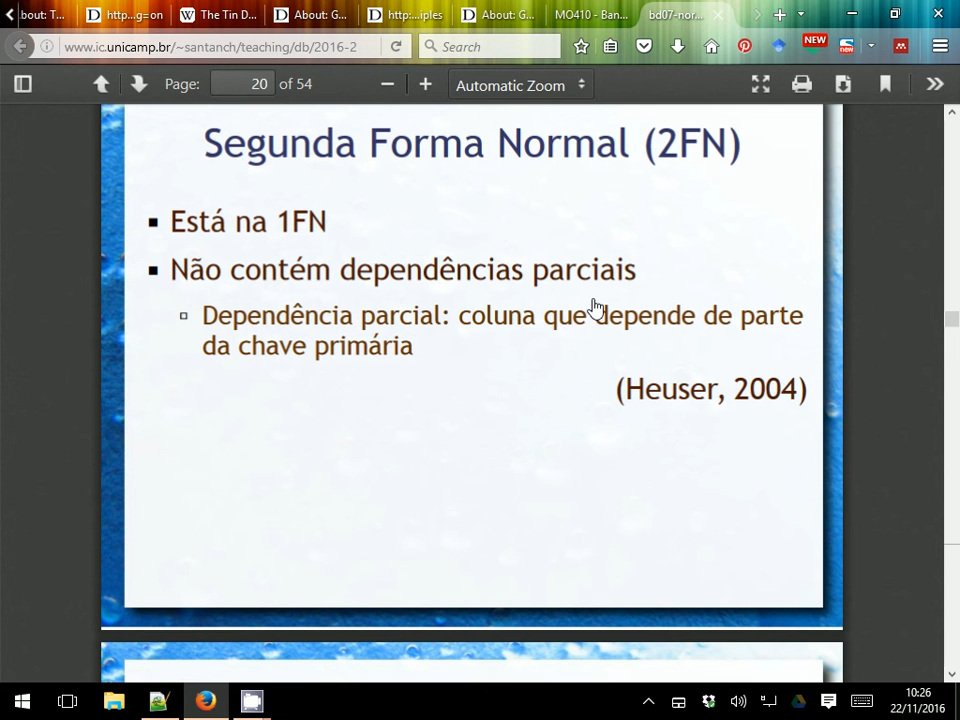 bout: T...
http...g=on
The Tin D...
About: G...
http:...iples
About: G...
MO410 - Ban...
bd07-nor...
www.ic.unicamp.br/~santanch/teaching/db/2016-2
Search
NEW
new
Page: 20 of 54
Automatic Zoom
Segunda Forma Normal (2FN)
Está na 1FN
Não contém dependências parciais
Dependência parcial: coluna que depende de parte
da chave primária
(Heuser, 2004)
10:26
22/11/2016